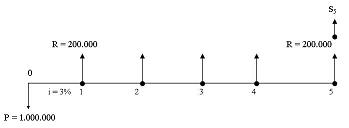 S₅
R = 200.000 R = 200.000
0
i = 3% 1 2 3 4 5
P = 1.000.000